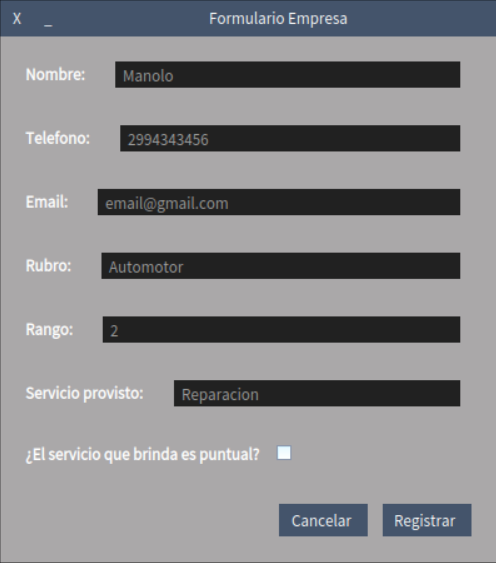 X _ Formulario Empresa
Nombre: Manolo
Telefono: 2994343456
Email: email@gmail.com
Rubro: Automotor
Rango: 2
Servicio provisto: Reparacion
¿El servicio que brinda es puntual?
Cancelar Registrar